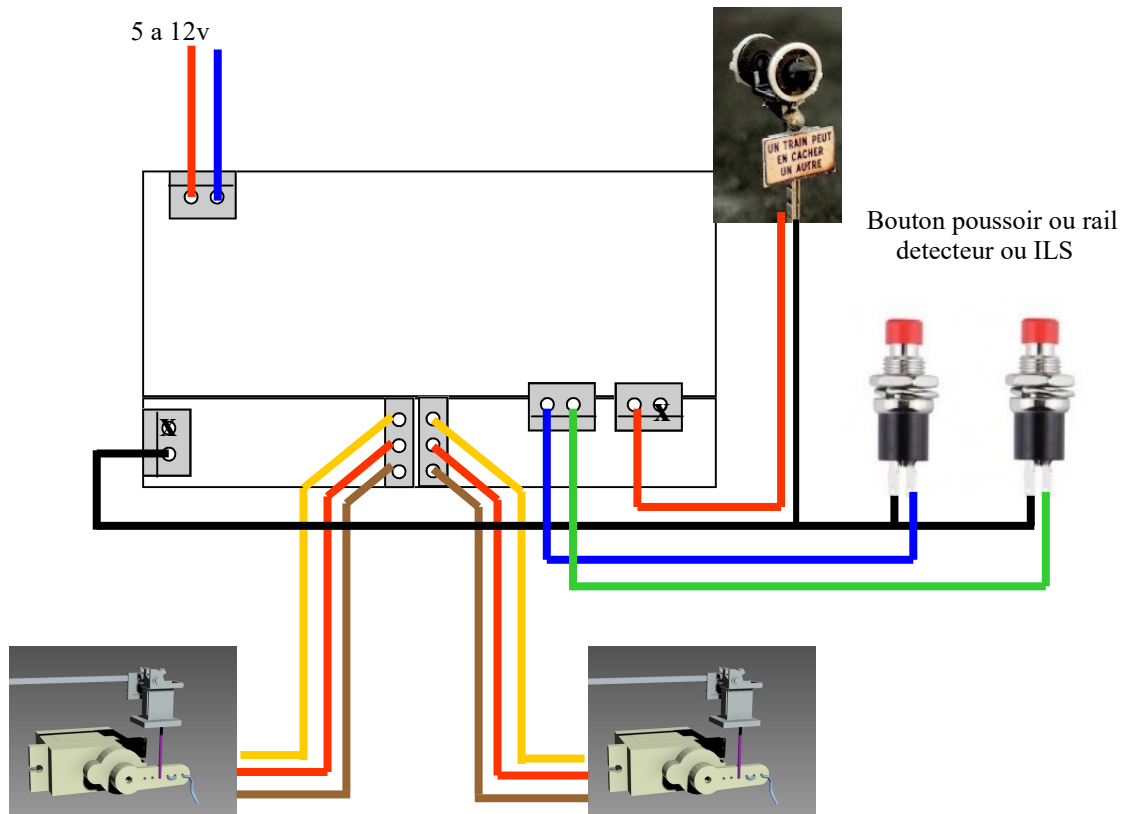 5 a 12v
UN TRAIN PEUT
EN CACHER
UN AUTRE
Bouton poussoir ou rail
detecteur ou ILS
X
X